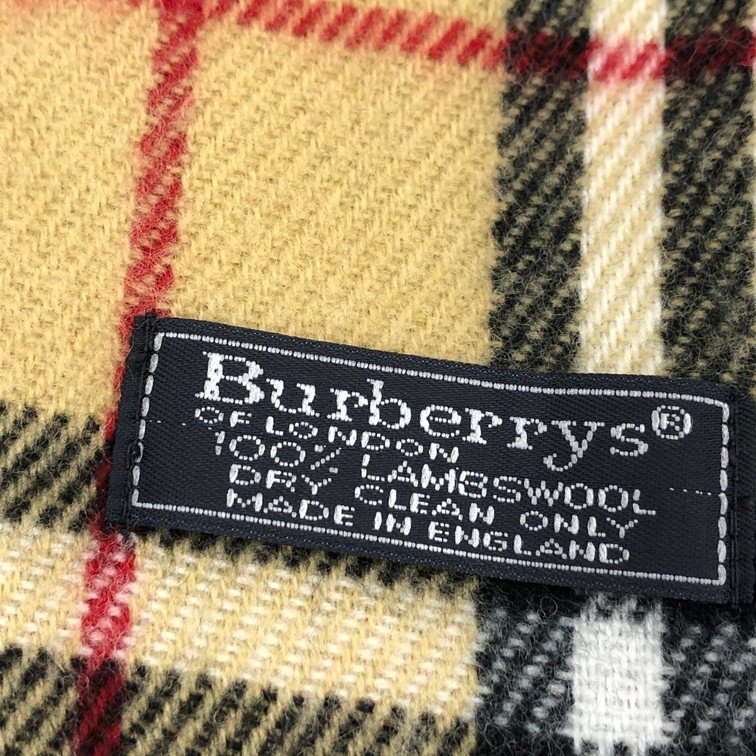 Burberrys®
OF LONDON
100% LAMBSWOOL
DRY CLEAN ONLY
MADE IN ENGLAND